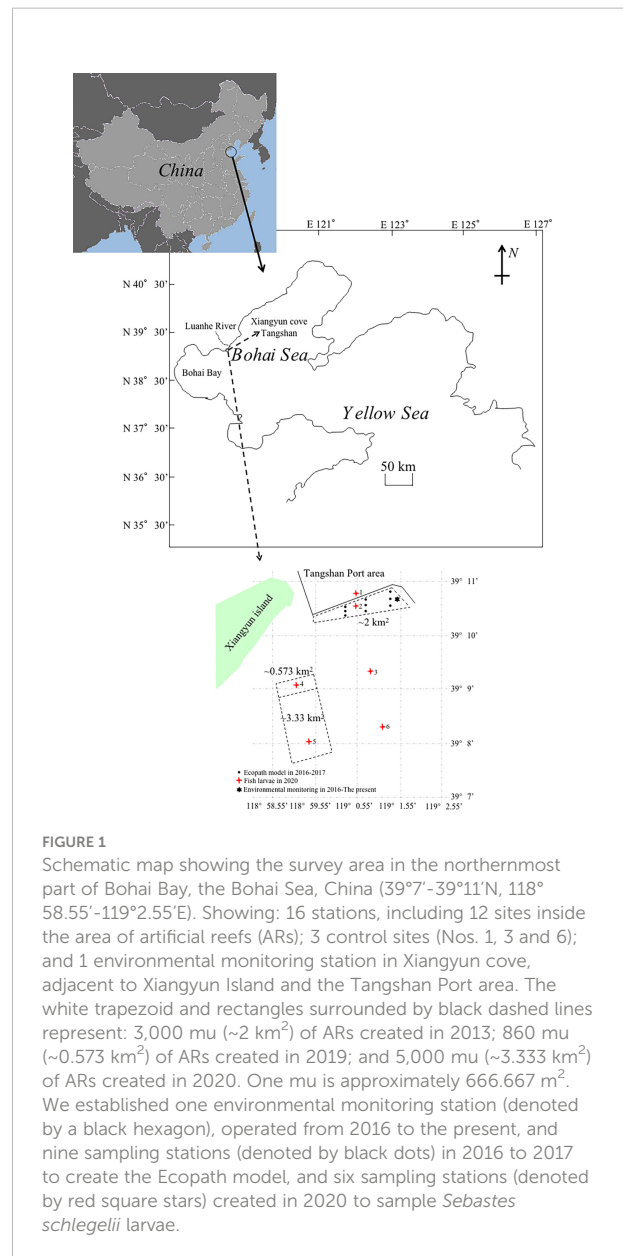 China
E 121° E 123° E 125° E 127°
N
N 40° 30'
Luanhe River
Xiangyun cove
N 39° 30'
Tangshan
Bohai Sea
Bohai Bay
N 38° 30'
Yellow Sea
N 37° 30'
50 km
N 36° 30'
N 35° 30'
Tangshan Port area
39° 11'
1
2
Xiangyun island
~2 km²
39° 10'
~0.573 km²
3
4
39° 9'
~3.33 km²
6
5
39° 8'
Ecopath model in 2016-2017
Fish larvae in 2020
Environmental monitoring in 2016-The present
39° 7'
118° 58.55' 118° 59.55' 119° 0.55' 119° 1.55' 119° 2.55'
FIGURE 1
Schematic map showing the survey area in the northernmost
part of Bohai Bay, the Bohai Sea, China (39°7′-39°11′N, 118°
58.55′-119°2.55′E). Showing: 16 stations, including 12 sites inside
the area of artificial reefs (ARs); 3 control sites (Nos. 1, 3 and 6);
and 1 environmental monitoring station in Xiangyun cove,
adjacent to Xiangyun Island and the Tangshan Port area. The
white trapezoid and rectangles surrounded by black dashed lines
represent: 3,000 mu (~2 km²) of ARs created in 2013; 860 mu
(~0.573 km²) of ARs created in 2019; and 5,000 mu (~3.333 km²)
of ARs created in 2020. One mu is approximately 666.667 m².
We established one environmental monitoring station (denoted
by a black hexagon), operated from 2016 to the present, and
nine sampling stations (denoted by black dots) in 2016 to 2017
to create the Ecopath model, and six sampling stations (denoted
by red square stars) created in 2020 to sample Sebastes
schlegelii larvae.